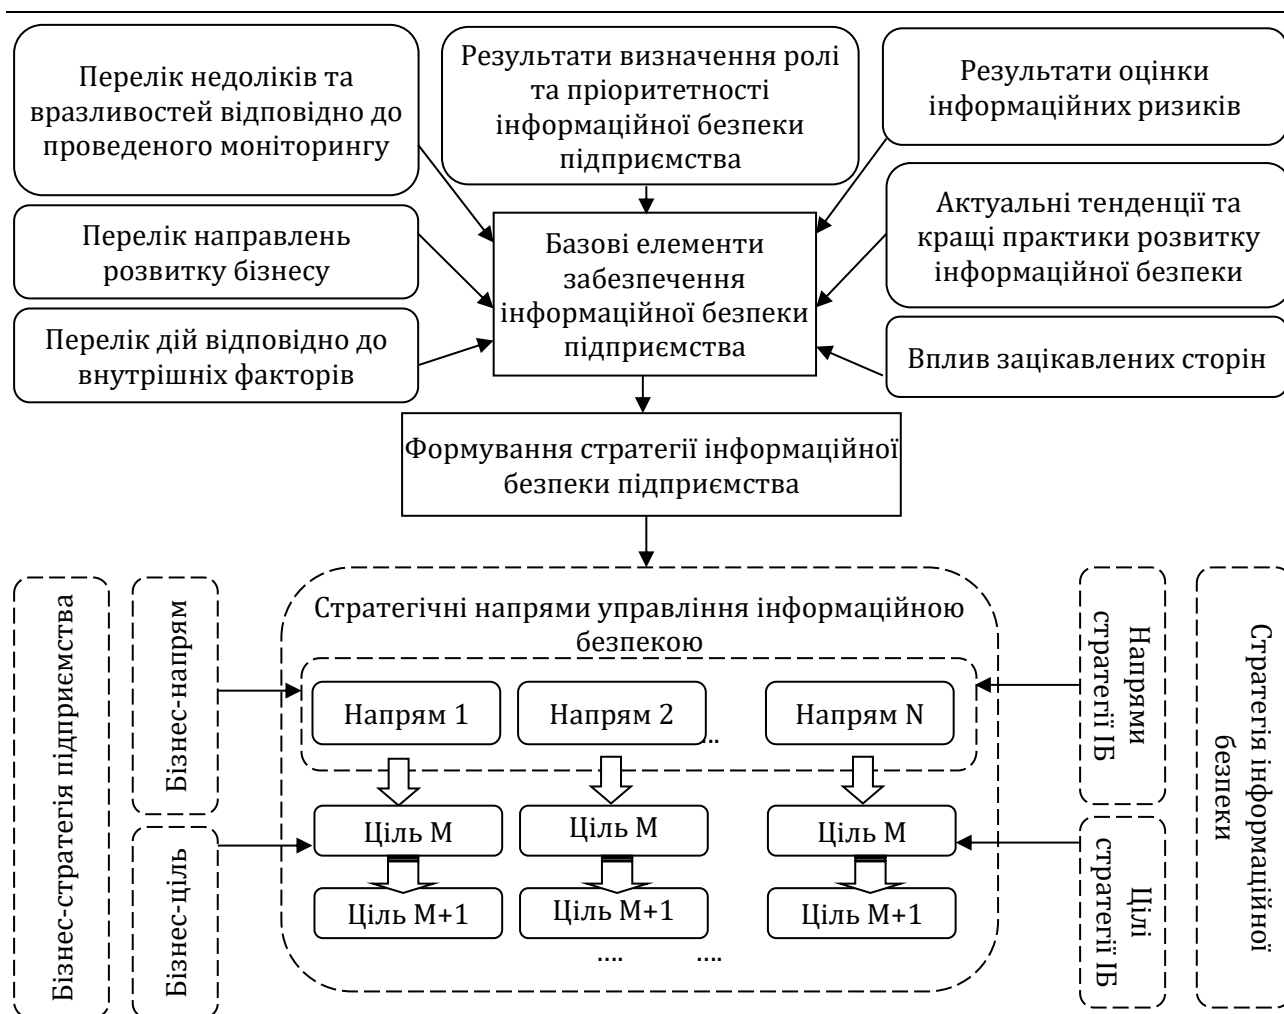 Перелік недоліків та
вразливостей відповідно до
проведеного моніторингу
Результати визначення ролі
та пріоритетності
інформаційної безпеки
підприємства
Результати оцінки
інформаційних ризиків
Перелік направлень
розвитку бізнесу
Базові елементи
забезпечення
інформаційної безпеки
підприємства
Актуальні тенденції та
кращі практики розвитку
інформаційної безпеки
Перелік дій відповідно до
внутрішніх факторів
Вплив зацікавлених сторін
Формування стратегії інформаційної
безпеки підприємства
Бізнес-стратегія підприємства
Бізнес-напрям
Бізнес-ціль
Стратегічні напрями управління інформаційною
безпекою
Напрям 1
Напрям 2
....
Напрям N
Ціль M
Ціль M
Ціль M
Ціль M+1
Ціль M+1
Ціль M+1
....
....
Напрями
стратегії ІБ
Цілі
стратегії ІБ
Стратегія інформаційної
безпеки